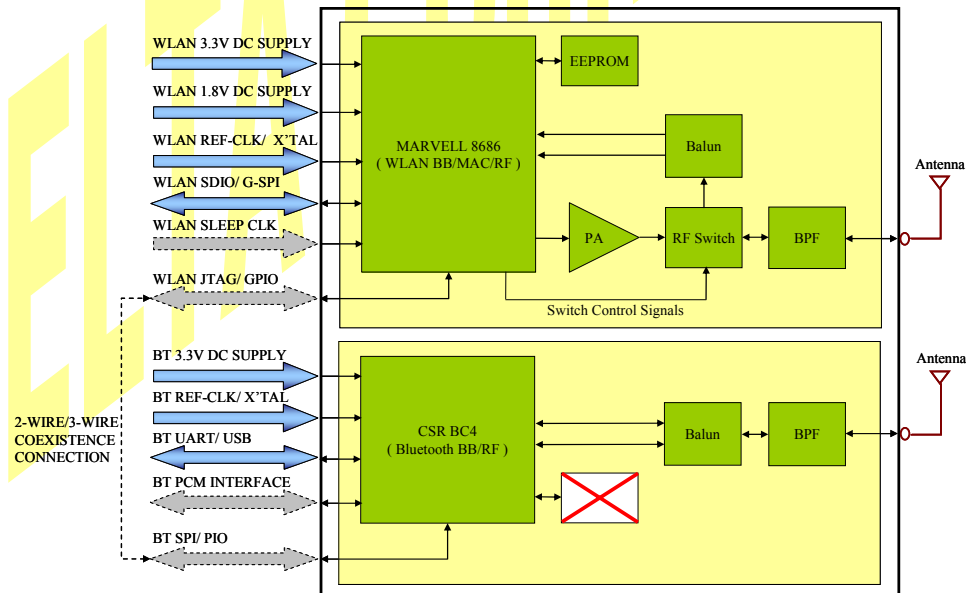 WLAN 3.3V DC SUPPLY
WLAN 1.8V DC SUPPLY
WLAN REF-CLK/ X'TAL
WLAN SDIO/ G-SPI
WLAN SLEEP CLK
WLAN JTAG/ GPIO
MARVELL 8686
( WLAN BB/MAC/RF )
EEPROM
Balun
PA
RF Switch
BPF
Antenna
Switch Control Signals
BT 3.3V DC SUPPLY
BT REF-CLK/ X'TAL
2-WIRE/3-WIRE
COEXISTENCE
CONNECTION
BT UART/ USB
BT PCM INTERFACE
BT SPI/ PIO
CSR BC4
( Bluetooth BB/RF )
Balun
BPF
Antenna